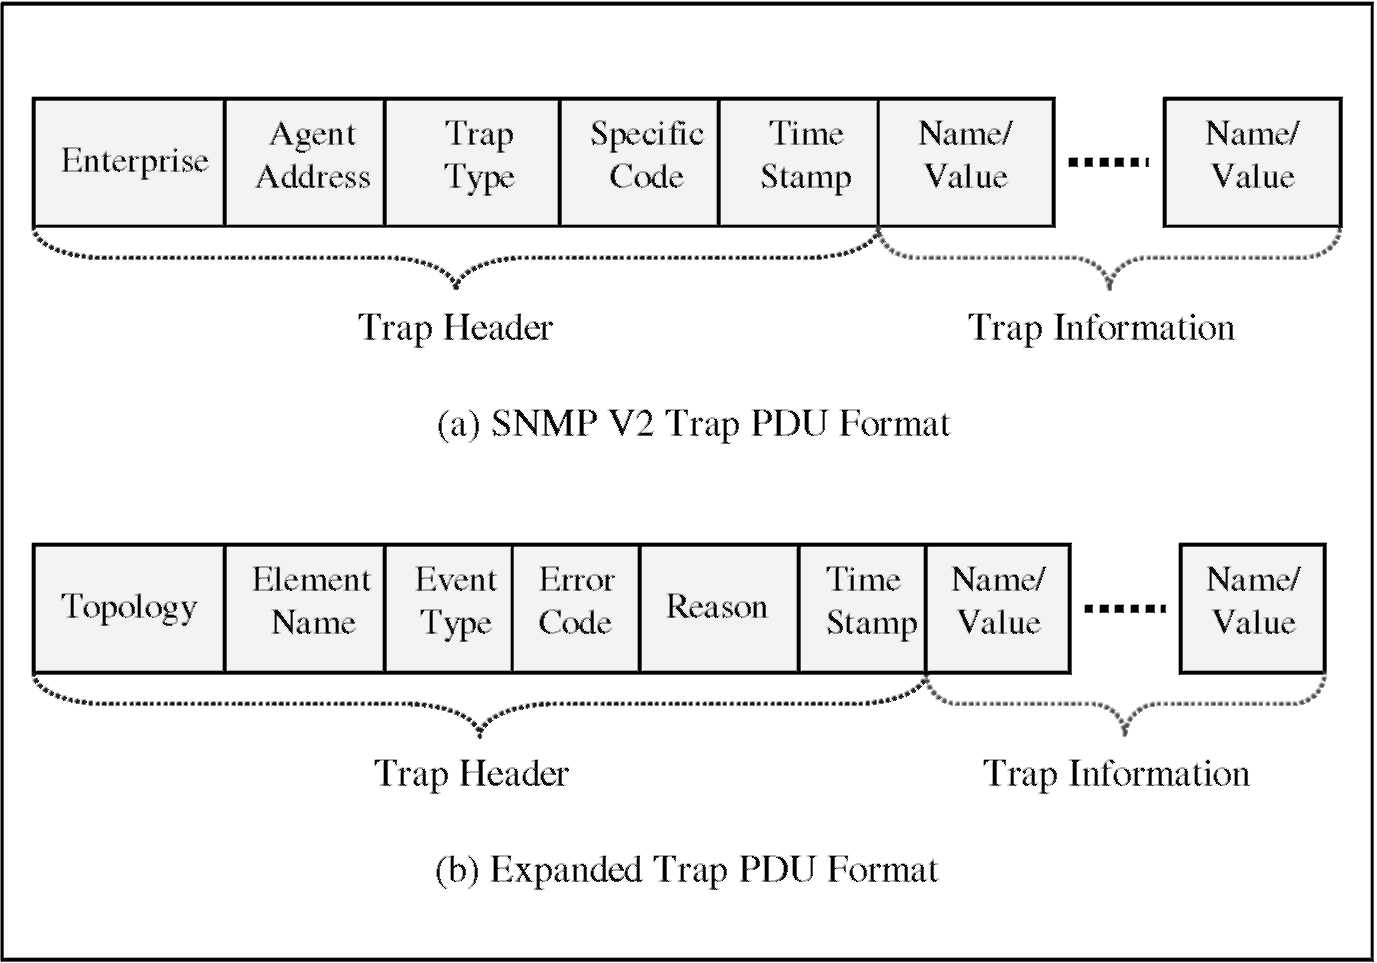 Enterprise
Agent
Address
Trap
Type
Specific
Code
Time
Stamp
Name/
Value
Name/
Value
Trap Header
Trap Information
(a) SNMP V2 Trap PDU Format
Topology
Element
Name
Event
Type
Error
Code
Reason
Time
Stamp
Name/
Value
Name/
Value
Trap Header
Trap Information
(b) Expanded Trap PDU Format